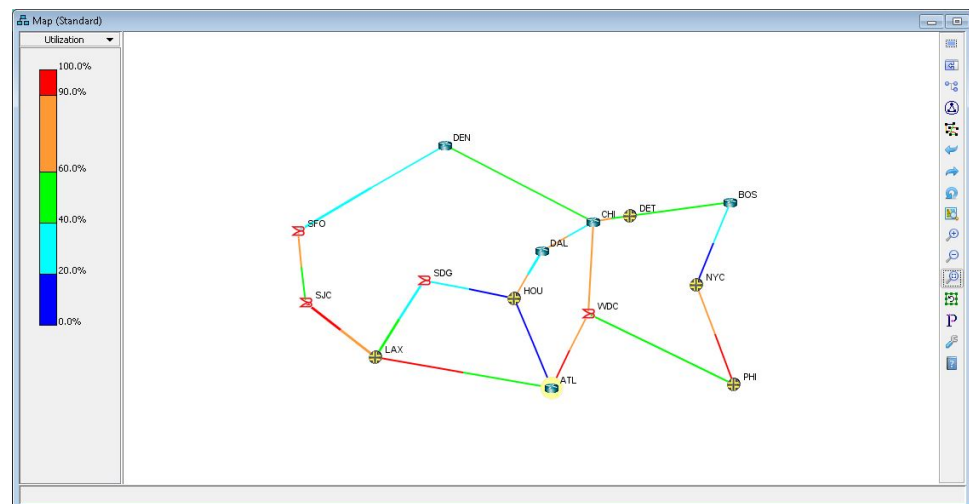 Map (Standard)
Utilization
100.0%
90.0%
60.0%
40.0%
20.0%
0.0%
DEN
BOS
CHI
DET
SFO
DAL
SDG
NYC
HOU
SJC
WDC
LAX
ATL
PHI
P